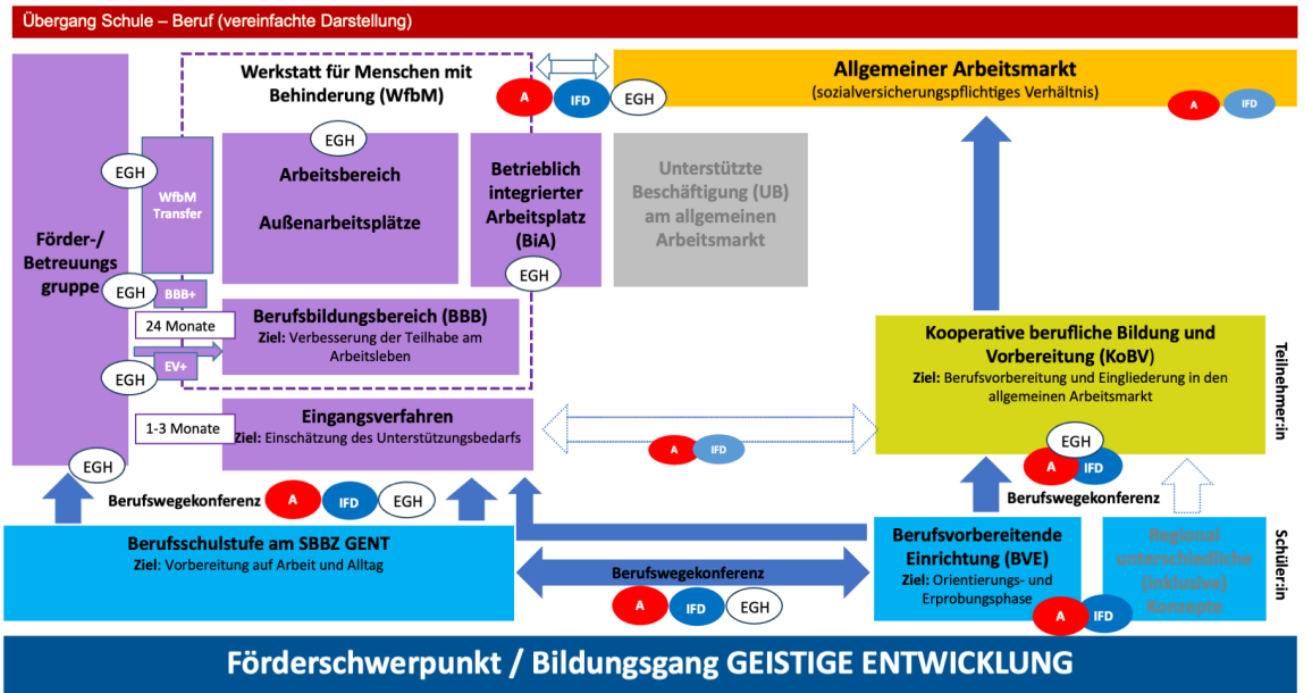 Übergang Schule – Beruf (vereinfachte Darstellung)
Werkstatt für Menschen mit
Behinderung (WfbM)
A
IFD
EGH
Allgemeiner Arbeitsmarkt
(sozialversicherungspflichtiges Verhältnis)
A
IFD
Förder-/
Betreuungs
gruppe
EGH
WfbM
Transfer
EGH
Arbeitsbereich
Außenarbeitsplätze
Betrieblich
integrierter
Arbeitsplatz
(BiA)
EGH
Unterstützte
Beschäftigung (UB)
am allgemeinen
Arbeitsmarkt
EGH
BBB+
24 Monate
EGH
EV+
Berufsbildungsbereich (BBB)
Ziel: Verbesserung der Teilhabe am
Arbeitsleben
Kooperative berufliche Bildung und
Vorbereitung (KoBV)
Ziel: Berufsvorbereitung und Eingliederung in den
allgemeinen Arbeitsmarkt
EGH
A
IFD
Teilnehmer:in
1-3 Monate
Eingangsverfahren
Ziel: Einschätzung des Unterstützungsbedarfs
A
IFD
EGH
Berufswegekonferenz
A
IFD
EGH
Berufswegekonferenz
Berufsschulstufe am SBBZ GENT
Ziel: Vorbereitung auf Arbeit und Alltag
Berufswegekonferenz
A
IFD
EGH
Berufsvorbereitende
Einrichtung (BVE)
Ziel: Orientierungs- und
Erprobungsphase
A
IFD
Regional
unterschiedliche
(inklusive)
Konzepte
Schüler:in
Förderschwerpunkt / Bildungsgang GEISTIGE ENTWICKLUNG